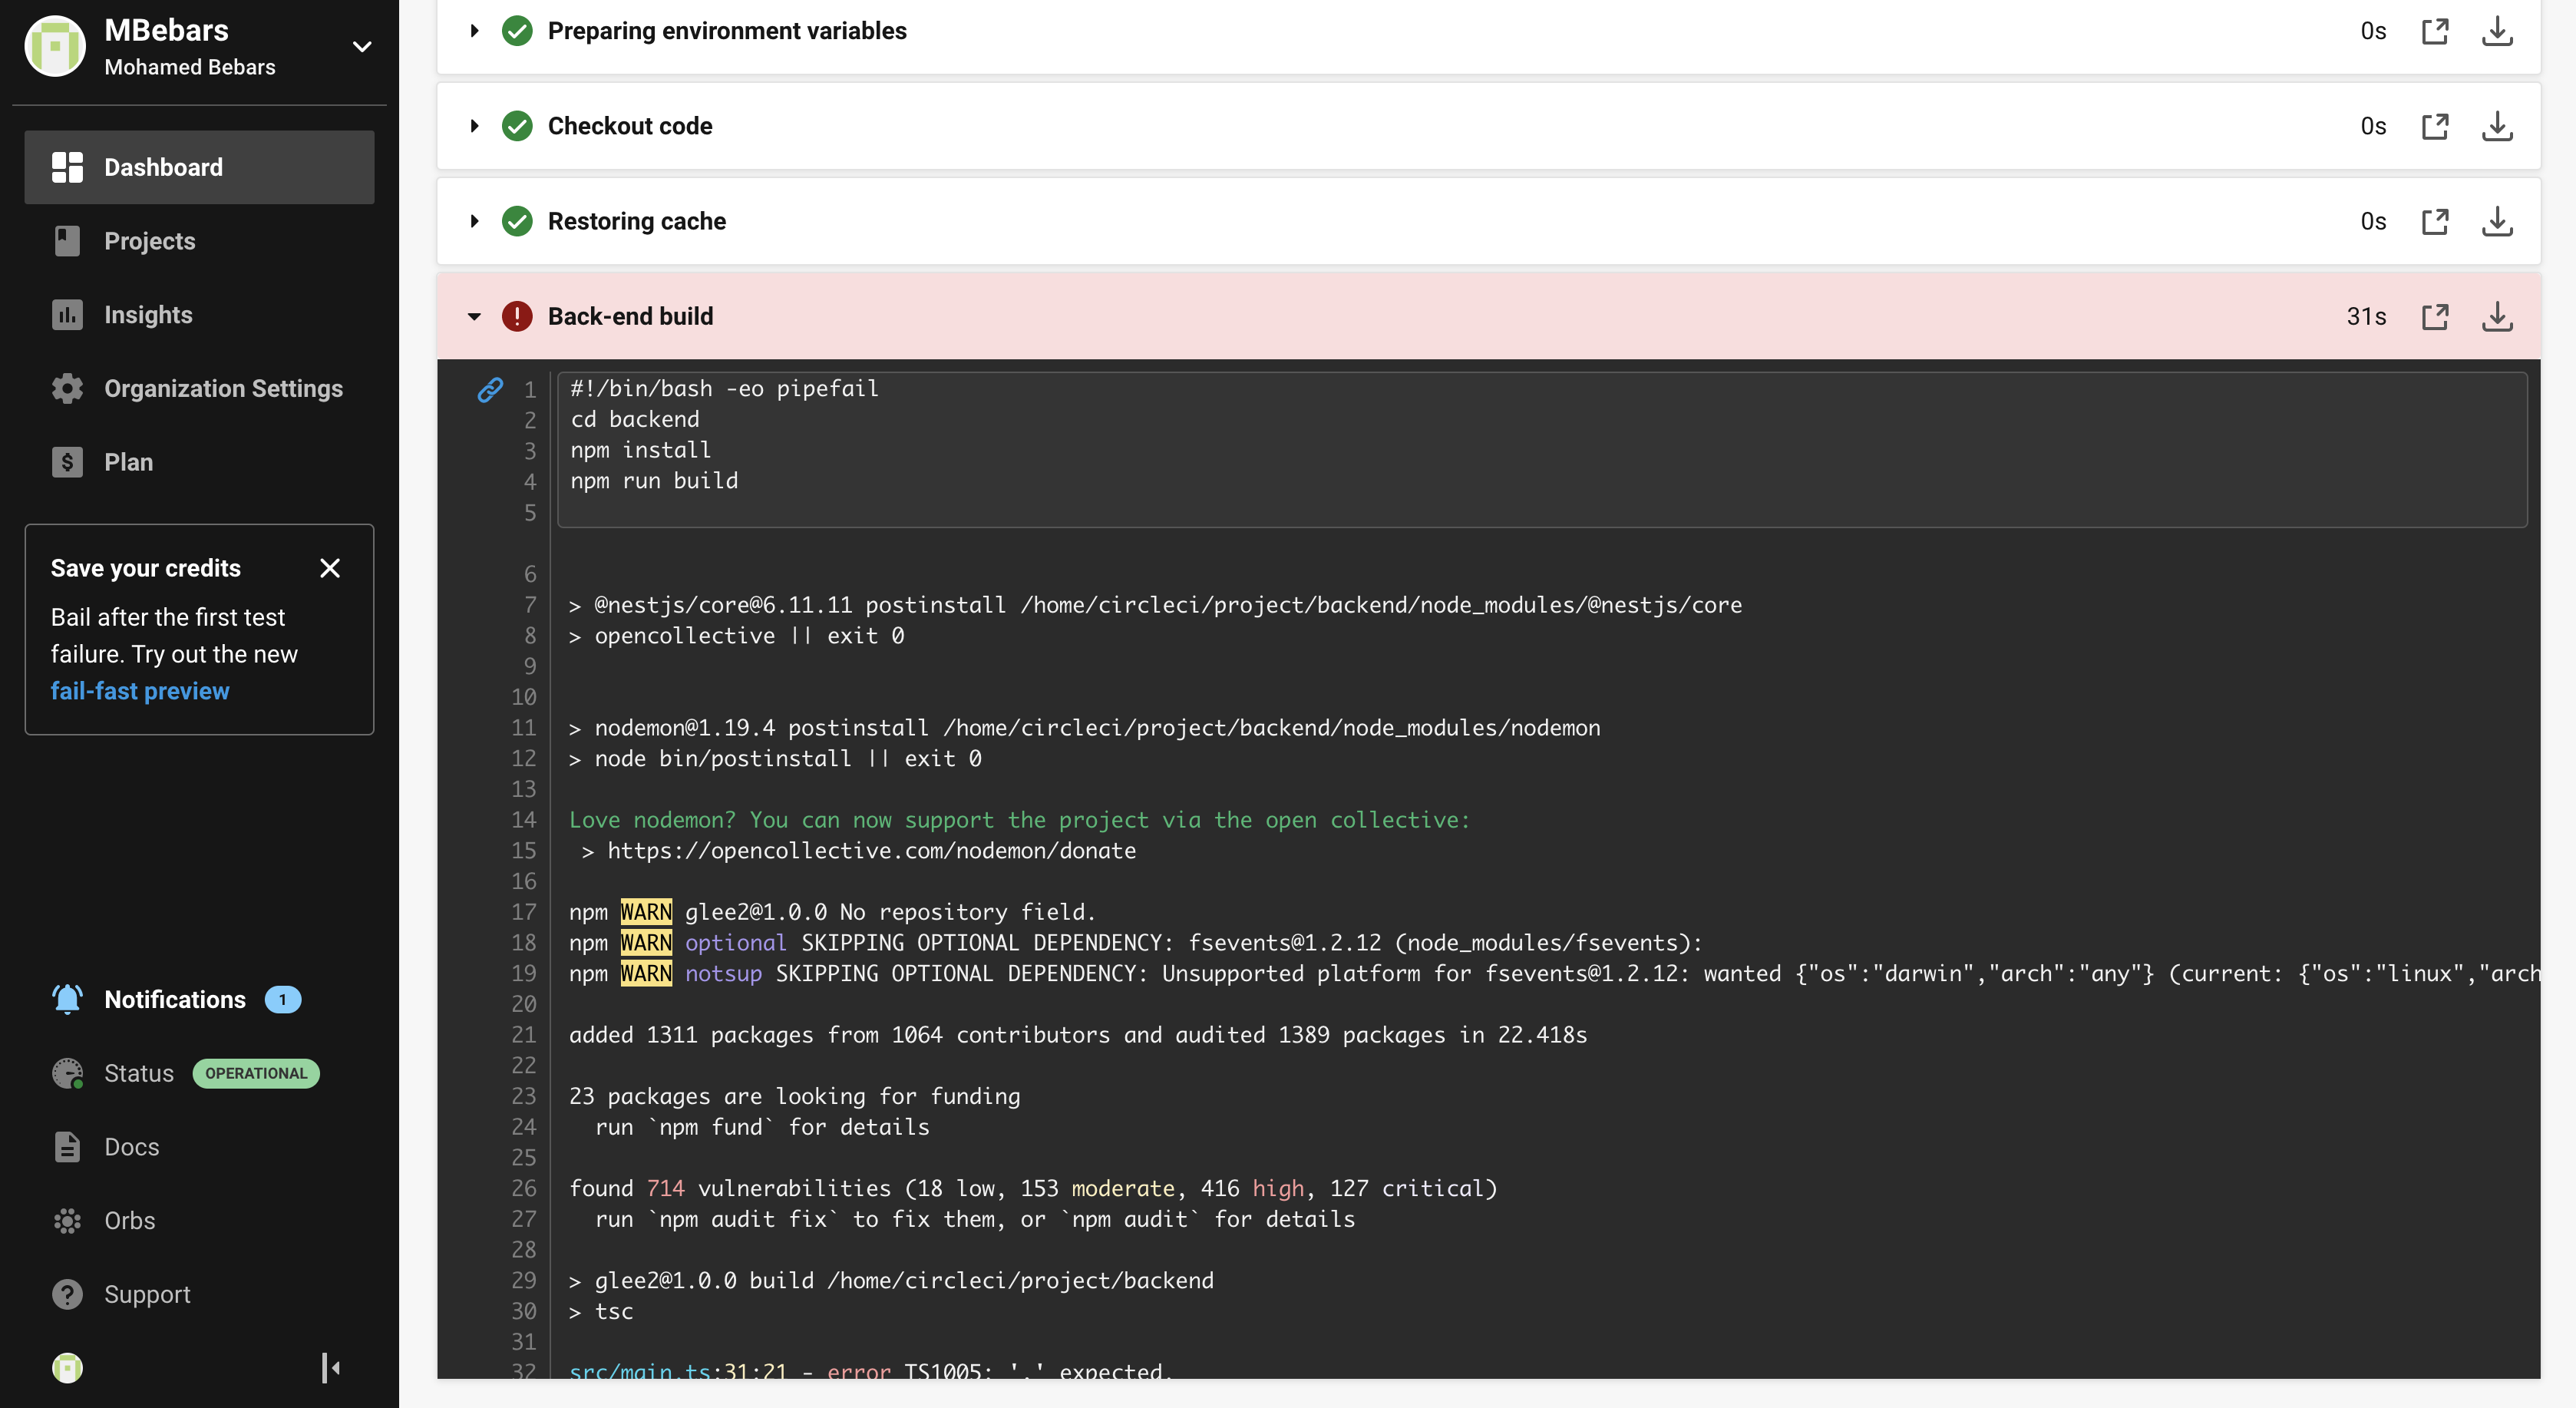 MBebars
Mohamed Bebars
Dashboard
Projects
Insights
Organization Settings
Plan
Save your credits
Bail after the first test
failure. Try out the new
fail-fast preview
Notifications 1
Status OPERATIONAL
Docs
Orbs
Support
Preparing environment variables 0s
Checkout code 0s
Restoring cache 0s
Back-end build 31s
1 #!/bin/bash -eo pipefail
2 cd backend
3 npm install
4 npm run build
5
6
7 > @nestjs/core@6.11.11 postinstall /home/circleci/project/backend/node_modules/@nestjs/core
8 > opencollective || exit 0
9
10
11 > nodemon@1.19.4 postinstall /home/circleci/project/backend/node_modules/nodemon
12 > node bin/postinstall || exit 0
13
14 Love nodemon? You can now support the project via the open collective:
15 > https://opencollective.com/nodemon/donate
16
17 npm WARN glee2@1.0.0 No repository field.
18 npm WARN optional SKIPPING OPTIONAL DEPENDENCY: fsevents@1.2.12 (node_modules/fsevents):
19 npm WARN notsup SKIPPING OPTIONAL DEPENDENCY: Unsupported platform for fsevents@1.2.12: wanted {"os":"darwin","arch":"any"} (current: {"os":"linux","arch
20
21 added 1311 packages from 1064 contributors and audited 1389 packages in 22.418s
22
23 23 packages are looking for funding
24 run `npm fund` for details
25
26 found 714 vulnerabilities (18 low, 153 moderate, 416 high, 127 critical)
27 run `npm audit fix` to fix them, or `npm audit` for details
28
29 > glee2@1.0.0 build /home/circleci/project/backend
30 > tsc
31
32 src/main.ts:31:21 - error TS1005: '.' expected.